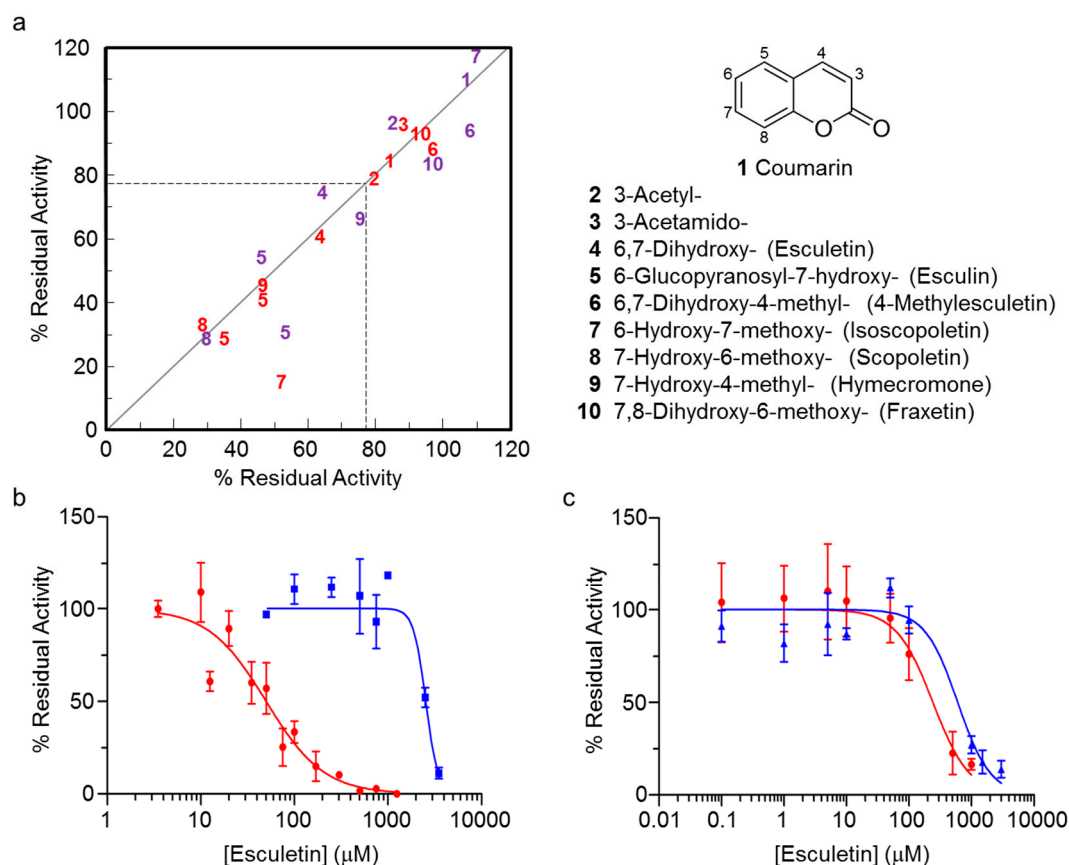 a
120
100
80
60
40
20
0
% Residual Activity
0 20 40 60 80 100 120
% Residual Activity
7
1
6
2
3
10
6
10
1
2
4
9
4
5
9
5
8
8
5
5
7
5
4
6
3
7
8
O
O
1 Coumarin
2 3-Acetyl-
3 3-Acetamido-
4 6,7-Dihydroxy- (Esculetin)
5 6-Glucopyranosyl-7-hydroxy- (Esculin)
6 6,7-Dihydroxy-4-methyl- (4-Methylesculetin)
7 6-Hydroxy-7-methoxy- (Isoscopoletin)
8 7-Hydroxy-6-methoxy- (Scopoletin)
9 7-Hydroxy-4-methyl- (Hymecromone)
10 7,8-Dihydroxy-6-methoxy- (Fraxetin)
b
150
100
50
0
% Residual Activity
1 10 100 1000 10000
[Esculetin] (μM)
c
150
100
50
0
% Residual Activity
0.01 0.1 1 10 100 1000 10000
[Esculetin] (μM)